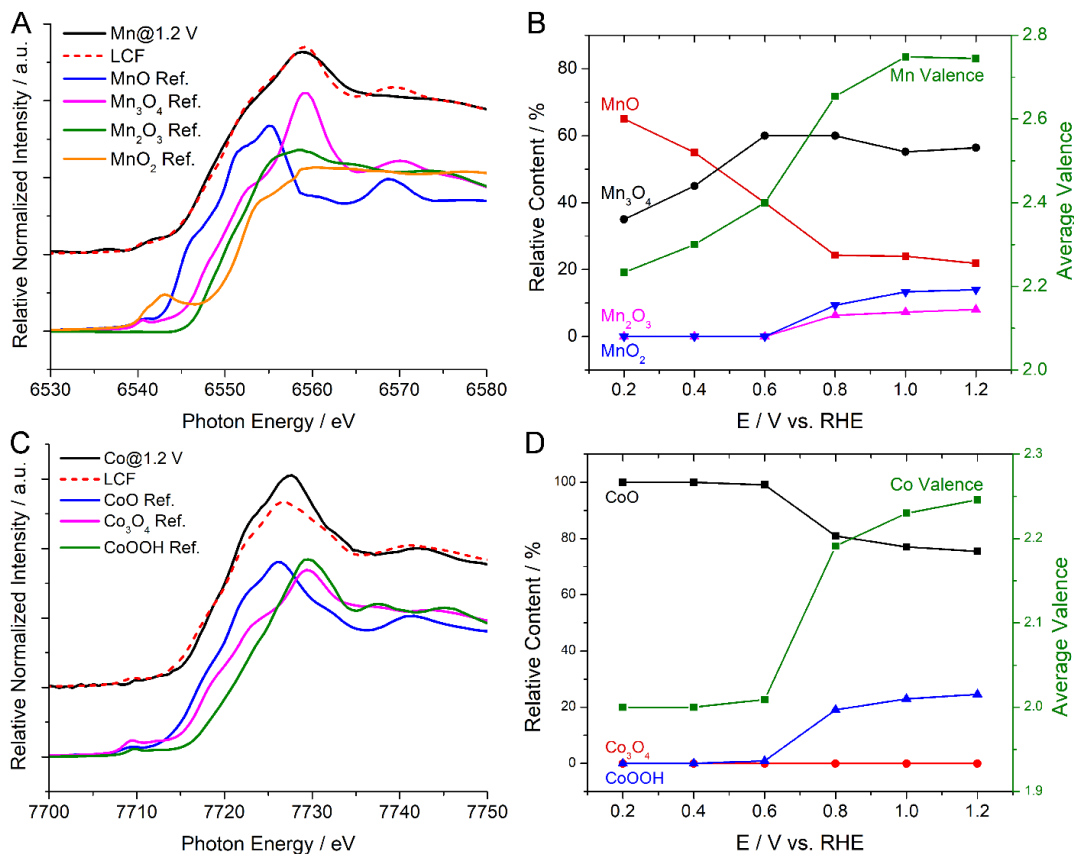 A
Relative Normalized Intensity / a.u.
Mn@1.2 V
LCF
MnO Ref.
Mn₃O₄ Ref.
Mn₂O₃ Ref.
MnO₂ Ref.
6530 6540 6550 6560 6570 6580
Photon Energy / eV
B
Relative Content / %
80
60
40
20
0
MnO
Mn₃O₄
Mn₂O₃
MnO₂
Mn Valence
2.8
2.6
2.4
2.2
2.0
Average Valence
0.2 0.4 0.6 0.8 1.0 1.2
E / V vs. RHE
C
Relative Normalized Intensity / a.u.
Co@1.2 V
LCF
CoO Ref.
Co₃O₄ Ref.
CoOOH Ref.
7700 7710 7720 7730 7740 7750
Photon Energy / eV
D
Relative Content / %
100
80
60
40
20
0
CoO
Co₃O₄
CoOOH
Co Valence
2.3
2.2
2.1
2.0
1.9
Average Valence
0.2 0.4 0.6 0.8 1.0 1.2
E / V vs. RHE